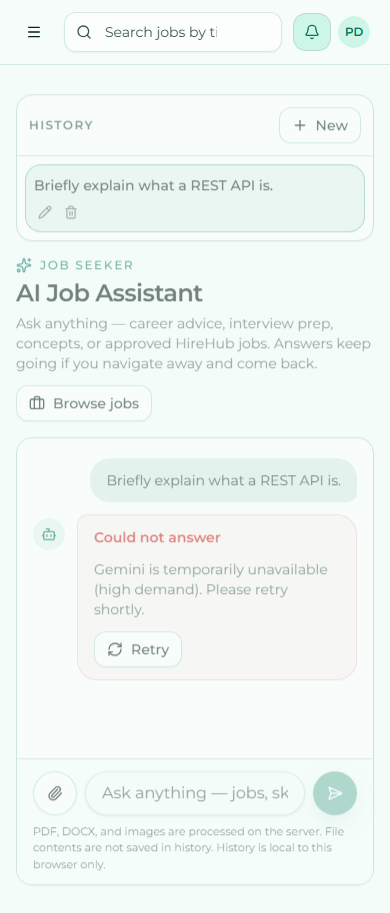 Search jobs by ti
PD
HISTORY
New
Briefly explain what a REST API is.
JOB SEEKER
AI Job Assistant
Ask anything — career advice, interview prep,
concepts, or approved HireHub jobs. Answers keep
going if you navigate away and come back.
Browse jobs
Briefly explain what a REST API is.
Could not answer
Gemini is temporarily unavailable
(high demand). Please retry
shortly.
Retry
Ask anything — jobs, sk
PDF, DOCX, and images are processed on the server. File
contents are not saved in history. History is local to this
browser only.